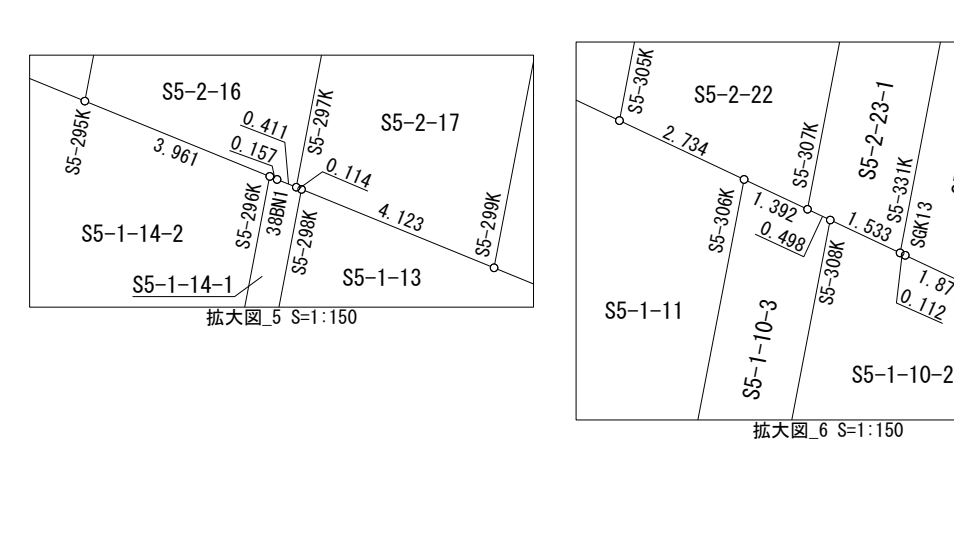 S5-2-16
S5-2-17
S5-295K
S5-297K
0.411
0.157
3.961
0.114
4.123
S5-296K
38BN1
S5-298K
S5-299K
S5-1-14-2
S5-1-14-1
S5-1-13
拡大図_5 S=1:150
S5-305K
S5-2-22
S5-2-23-1
2.734
S5-307K
S5-331K
SGK13
S5-306K
1.392
0.498
S5-308K
1.533
1.87
0.112
S5-1-11
S5-1-10-3
S5-1-10-2
拡大図_6 S=1:150